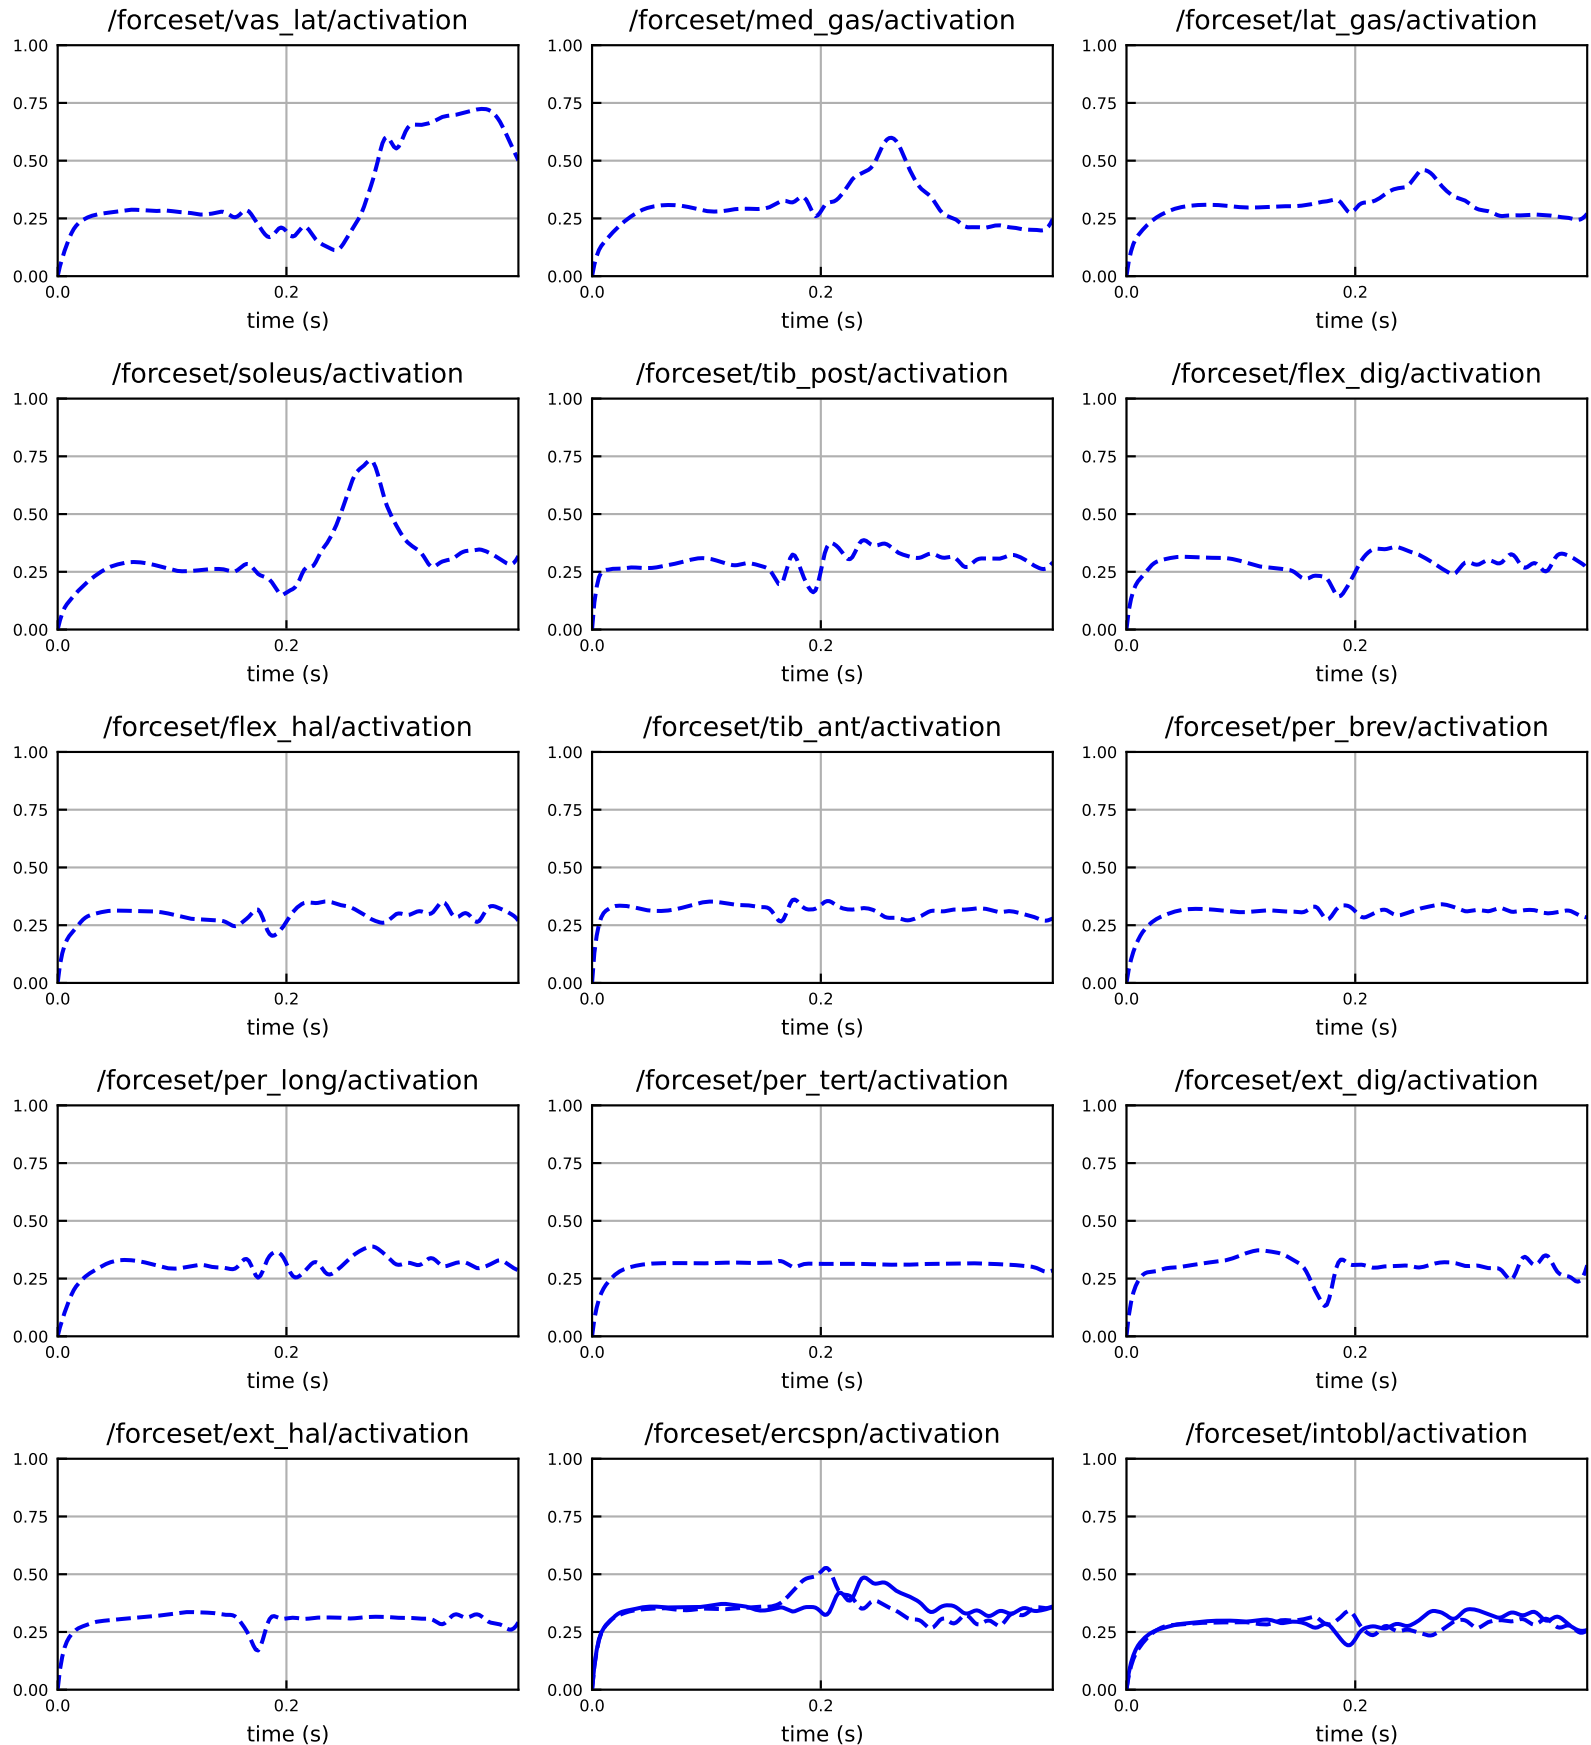 /forceset/vas_lat/activation /forceset/med_gas/activation /forceset/lat_gas/activation
1.00 1.00 1.00
0.75 0.75 0.75
0.50 0.50 0.50
0.25 0.25 0.25
0.00 0.00 0.00
0.0 0.2 0.0 0.2 0.0 0.2
time (s) time (s) time (s)
/forceset/soleus/activation /forceset/tib_post/activation /forceset/flex_dig/activation
1.00 1.00 1.00
0.75 0.75 0.75
0.50 0.50 0.50
0.25 0.25 0.25
0.00 0.00 0.00
0.0 0.2 0.0 0.2 0.0 0.2
time (s) time (s) time (s)
/forceset/flex_hal/activation /forceset/tib_ant/activation /forceset/per_brev/activation
1.00 1.00 1.00
0.75 0.75 0.75
0.50 0.50 0.50
0.25 0.25 0.25
0.00 0.00 0.00
0.0 0.2 0.0 0.2 0.0 0.2
time (s) time (s) time (s)
/forceset/per_long/activation /forceset/per_tert/activation /forceset/ext_dig/activation
1.00 1.00 1.00
0.75 0.75 0.75
0.50 0.50 0.50
0.25 0.25 0.25
0.00 0.00 0.00
0.0 0.2 0.0 0.2 0.0 0.2
time (s) time (s) time (s)
/forceset/ext_hal/activation /forceset/ercspn/activation /forceset/intobl/activation
1.00 1.00 1.00
0.75 0.75 0.75
0.50 0.50 0.50
0.25 0.25 0.25
0.00 0.00 0.00
0.0 0.2 0.0 0.2 0.0 0.2
time (s) time (s) time (s)